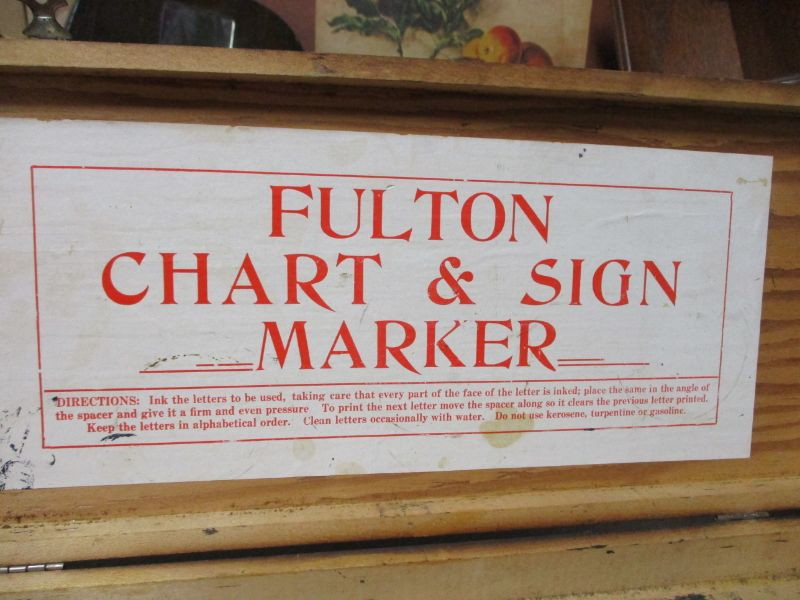 FULTON
CHART & SIGN
MARKER
DIRECTIONS: Ink the letters to be used, taking care that every part of the face of the letter is inked; place the same in the angle of
the spacer and give it a firm and even pressure To print the next letter move the spacer along so it clears the previous letter printed.
Keep the letters in alphabetical order. Clean letters occasionally with water. Do not use kerosene, turpentine or gasoline.